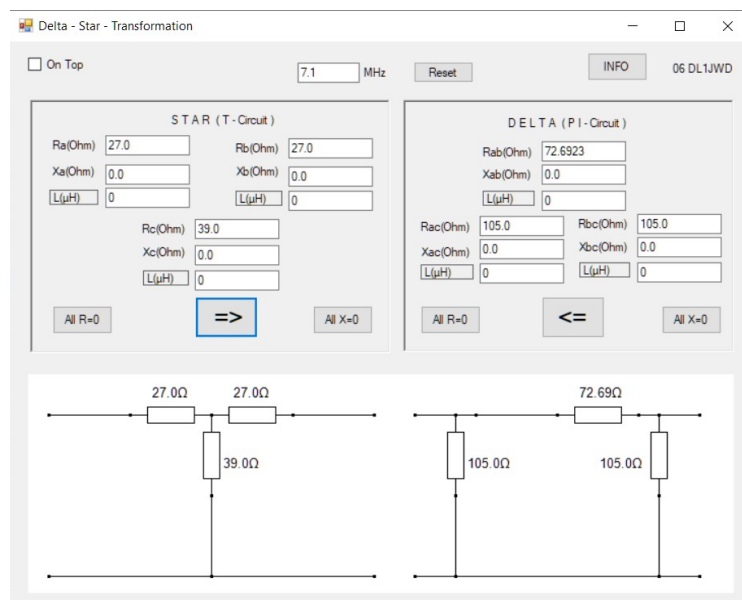 Delta - Star - Transformation
On Top
7.1 MHz
Reset
INFO
06 DL1JWD
STAR (T-Circuit)
Ra(Ohm) 27.0 Rb(Ohm) 27.0
Xa(Ohm) 0.0 Xb(Ohm) 0.0
L(µH) 0 L(µH) 0
Rc(Ohm) 39.0
Xc(Ohm) 0.0
L(µH) 0
All R=0 => All X=0
DELTA (PI-Circuit)
Rab(Ohm) 72.6923
Xab(Ohm) 0.0
L(µH) 0
Rac(Ohm) 105.0 Rbc(Ohm) 105.0
Xac(Ohm) 0.0 Xbc(Ohm) 0.0
L(µH) 0 L(µH) 0
All R=0 <= All X=0
27.0Ω 27.0Ω
39.0Ω
72.69Ω
105.0Ω 105.0Ω